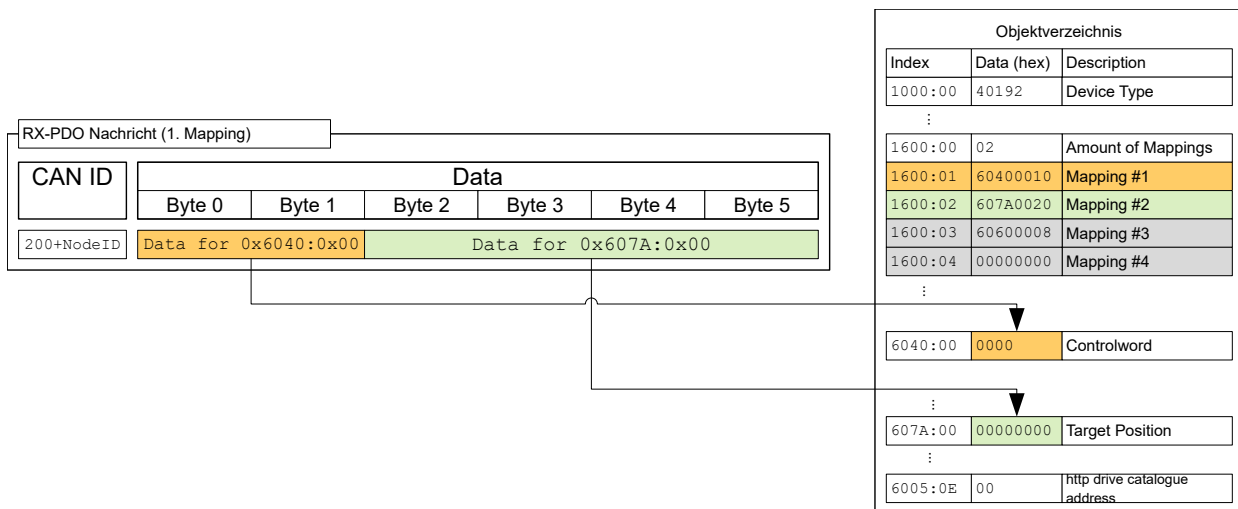 RX-PDO Nachricht (1. Mapping)
CAN ID Data
Byte 0 Byte 1 Byte 2 Byte 3 Byte 4 Byte 5
200+NodeID Data for 0x6040:0x00 Data for 0x607A:0x00
Objektverzeichnis
Index Data (hex) Description
1000:00 40192 Device Type
⋮
1600:00 02 Amount of Mappings
1600:01 60400010 Mapping #1
1600:02 607A0020 Mapping #2
1600:03 60600008 Mapping #3
1600:04 00000000 Mapping #4
⋮
6040:00 0000 Controlword
⋮
607A:00 00000000 Target Position
⋮
6005:0E 00 http drive catalogue
address